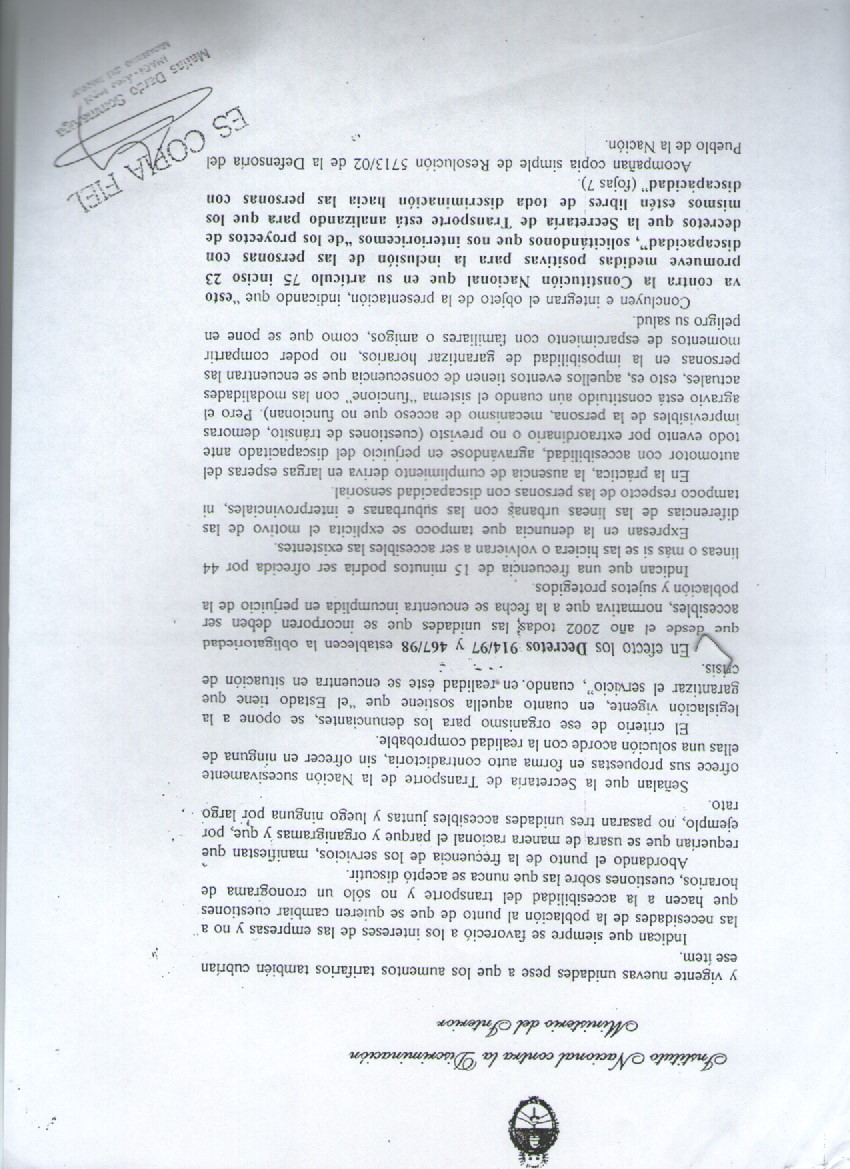 Instituto Nacional contra la Discriminación
Ministerio del Interior
y vigente nuevas unidades pese a que los aumentos tarifarios también cubrían
ese ítem.
Indican que siempre se favoreció a los intereses de las empresas y no a
las necesidades de la población al punto de que se quieren cambiar cuestiones
que hacen a la accesibilidad del transporte y no sólo un cronograma de
horarios, cuestiones sobre las que nunca se aceptó discutir.
Abordando el punto de la frecuencia de los servicios, manifiestan que
requerian que se usara de manera racional el parque y organigramas y que, por
ejemplo, no pasaran tres unidades accesibles juntas y luego ninguna por largo
rato.
Señalan que la Secretaria de Transporte de la Nación sucesivamente
ofrece sus propuestas en forma auto contradictoria, sin ofrecer en ninguna de
ellas una solución acorde con la realidad comprobable.
El criterio de ese organismo para los denunciantes, se opone a la
legislación vigente, en cuanto aquella sostiene que "el Estado tiene que
garantizar el servicio", cuando en realidad éste se encuentra en situación de
crisis.
En efecto los Decretos 914/97 y 467/98 establecen la obligatoriedad
que desde el año 2002 todas las unidades que se incorporen deben ser
accesibles, normativa que a la fecha se encuentra incumplida en perjuicio de la
población y sujetos protegidos.
Indican que una frecuencia de 15 minutos podría ser ofrecida por 44
lineas o más si se las hiciera o volvieran a ser accesibles las existentes.
Expresan en la denuncia que tampoco se explicita el motivo de las
diferencias de las lineas urbanas con las suburbanas e interprovinciales, ni
tampoco respecto de las personas con discapacidad sensorial.
En la práctica, la ausencia de cumplimiento deriva en largas esperas del
automotor con accesibilidad, agravándose en perjuicio del discapacitado ante
todo evento por extraordinario o no previsto (cuestiones de tránsito, demoras
imprevisibles de la persona, mecanismo de acceso que no funcionan). Pero el
agravio está constituido aún cuando el sistema "funcione" con las modalidades
actuales, esto es, aquellos eventos tienen de consecuencia que se encuentran las
personas en la imposibilidad de garantizar horarios, no poder compartir
momentos de esparcimiento con familiares o amigos, como que se pone en
peligro su salud.
Concluyen e integran el objeto de la presentación, indicando que "esto
va contra la Constitución Nacional que en su artículo 75 inciso 23
promueve medidas positivas para la inclusión de las personas con
discapacidad", solicitándonos que nos interioricemos "de los proyectos de
decretos que la Secretaria de Transporte está analizando para que los
mismos estén libres de toda discriminación hacia las personas con
discapacidad" (fojas 7).
Acompañan copia simple de Resolución 5713/02 de la Defensoría del
Pueblo de la Nación.
ES COPIA FIEL
Matías Darío